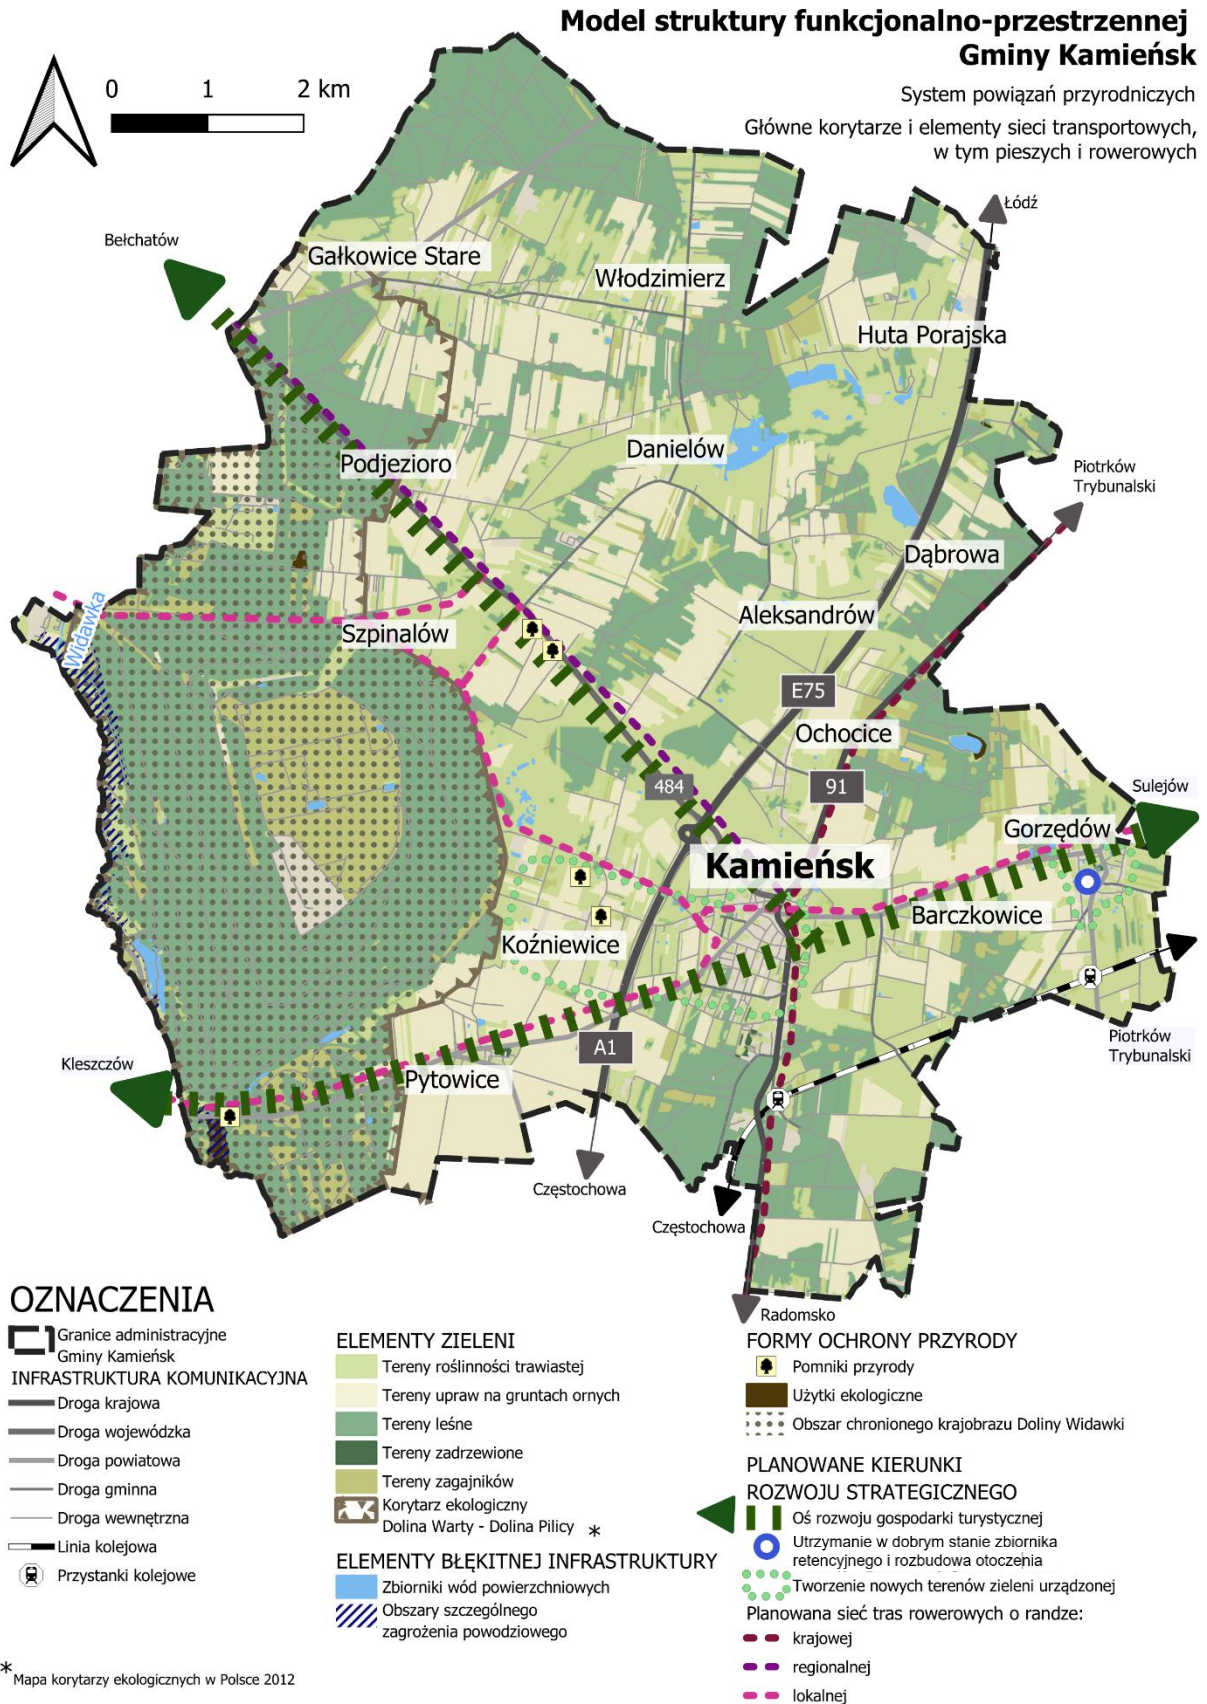 Model struktury funkcjonalno-przestrzennej
Gminy Kamieńsk
System powiązań przyrodniczych
Główne korytarze i elementy sieci transportowych,
w tym pieszych i rowerowych
0 1 2 km
Łódź
Bełchatów
Gałkowice Stare
Włodzimierz
Huta Porajska
Danielów
Podjezioro
Piotrków
Trybunalski
Dąbrowa
Widawka
Aleksandrów
Szpinalów
E75
Ochocice
484
91
Sulejów
Gorzędów
Kamieńsk
Barczkowice
Koźniewice
A1
Piotrków
Trybunalski
Kleszczów
Pytowice
Częstochowa
Częstochowa
Radomsko
OZNACZENIA
Granice administracyjne
Gminy Kamieńsk
INFRASTRUKTURA KOMUNIKACYJNA
Droga krajowa
Droga wojewódzka
Droga powiatowa
Droga gminna
Droga wewnętrzna
Linia kolejowa
Przystanki kolejowe
ELEMENTY ZIELENI
Tereny roślinności trawiastej
Tereny upraw na gruntach ornych
Tereny leśne
Tereny zadrzewione
Tereny zagajników
Korytarz ekologiczny
Dolina Warty - Dolina Pilicy *
ELEMENTY BŁĘKITNEJ INFRASTRUKTURY
Zbiorniki wód powierzchniowych
Obszary szczególnego
zagrożenia powodziowego
FORMY OCHRONY PRZYRODY
Pomniki przyrody
Użytki ekologiczne
Obszar chronionego krajobrazu Doliny Widawki
PLANOWANE KIERUNKI
ROZWOJU STRATEGICZNEGO
Oś rozwoju gospodarki turystycznej
Utrzymanie w dobrym stanie zbiornika
retencyjnego i rozbudowa otoczenia
Tworzenie nowych terenów zieleni urządzonej
Planowana sieć tras rowerowych o randze:
krajowej
regionalnej
lokalnej
* Mapa korytarzy ekologicznych w Polsce 2012